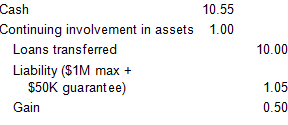 Cash 10.55
Continuing involvement in assets 1.00
Loans transferred 10.00
Liability ($1M max +
$50K guarantee) 1.05
Gain 0.50